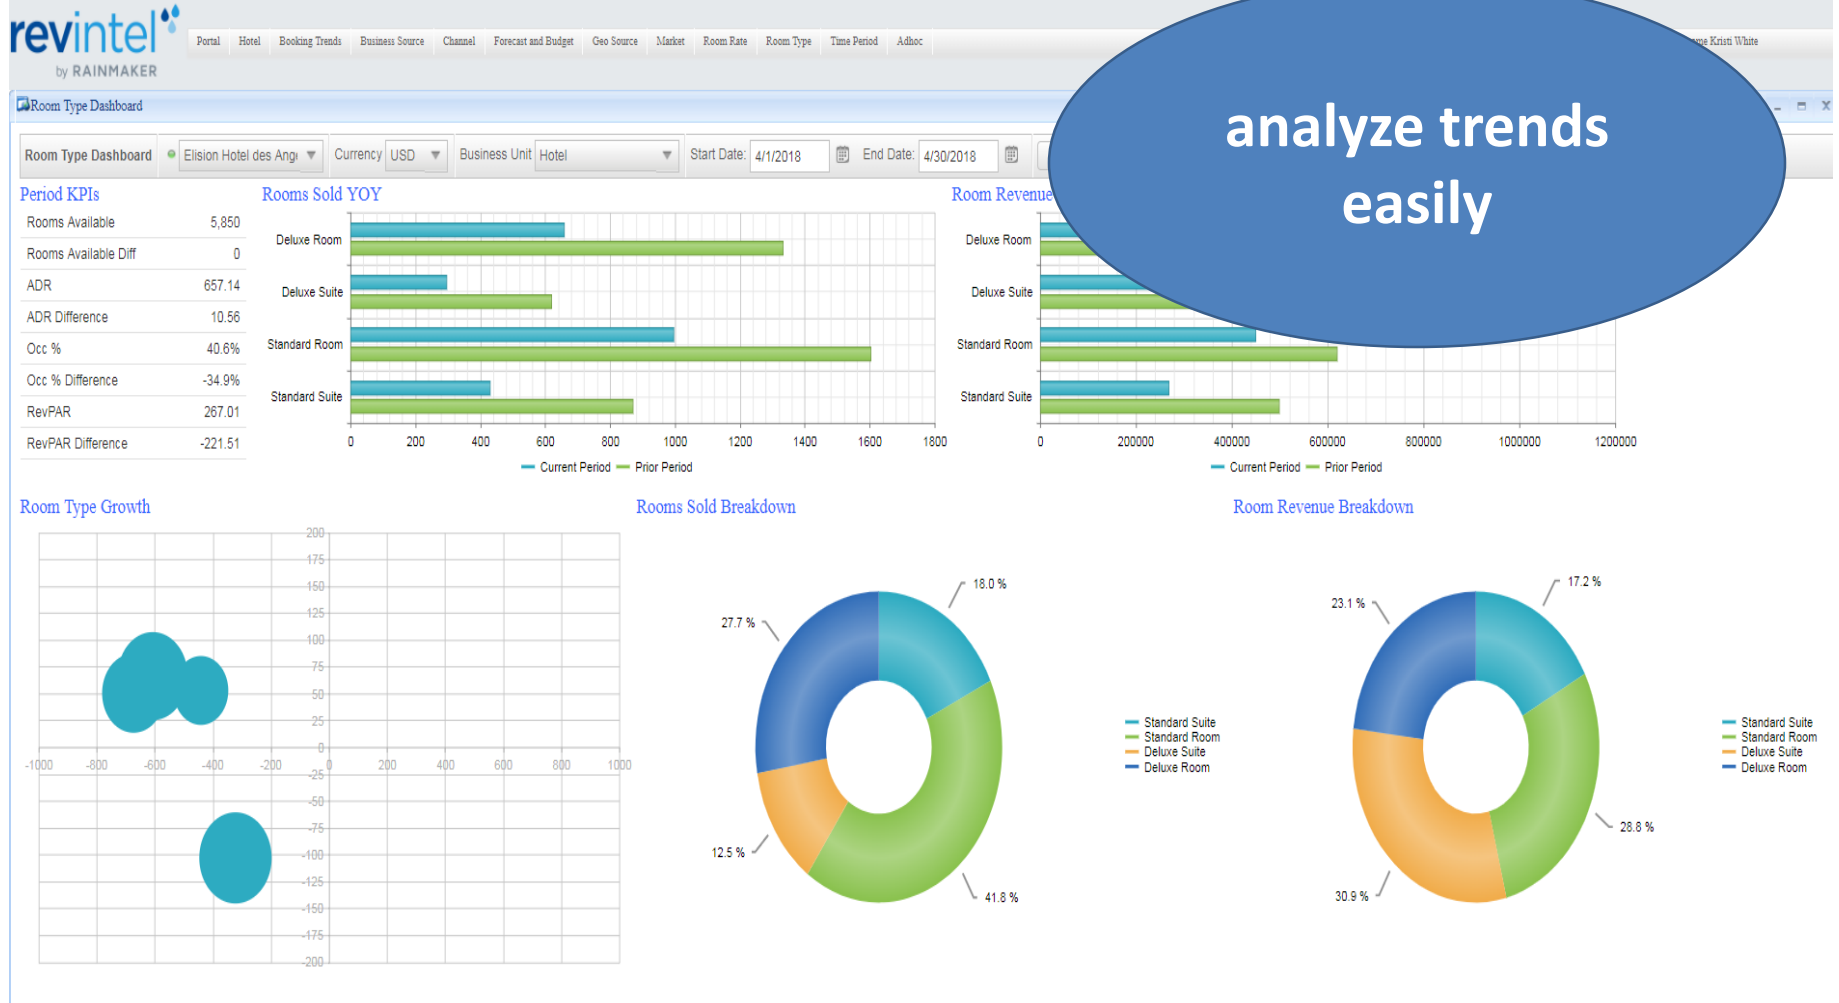 revintel
by RAINMAKER
Portal Hotel Booking Trends Business Source Channel Forecast and Budget Geo Source Market Room Rate Room Type Time Period Adhoc
Kristi White
analyze trends
easily
Room Type Dashboard
Room Type Dashboard Elision Hotel des Ang Currency USD Business Unit Hotel Start Date: 4/1/2018 End Date: 4/30/2018
Period KPIs
Rooms Available 5,850
Rooms Available Diff 0
ADR 657.14
ADR Difference 10.56
Occ % 40.6%
Occ % Difference -34.9%
RevPAR 267.01
RevPAR Difference -221.51
Rooms Sold YOY
Deluxe Room
Deluxe Suite
Standard Room
Standard Suite
0 200 400 600 800 1000 1200 1400 1600 1800
Current Period Prior Period
Room Revenue
Deluxe Room
Deluxe Suite
Standard Room
Standard Suite
0 200000 400000 600000 800000 1000000 1200000
Current Period Prior Period
Room Type Growth
200
175
150
125
100
75
50
25
0
-1000 -800 -600 -400 -200 0 200 400 600 800 1000
-25
-50
-75
-100
-125
-150
-175
-200
Rooms Sold Breakdown
18.0 %
27.7 %
12.5 %
41.8 %
Standard Suite
Standard Room
Deluxe Suite
Deluxe Room
Room Revenue Breakdown
17.2 %
23.1 %
28.8 %
30.9 %
Standard Suite
Standard Room
Deluxe Suite
Deluxe Room